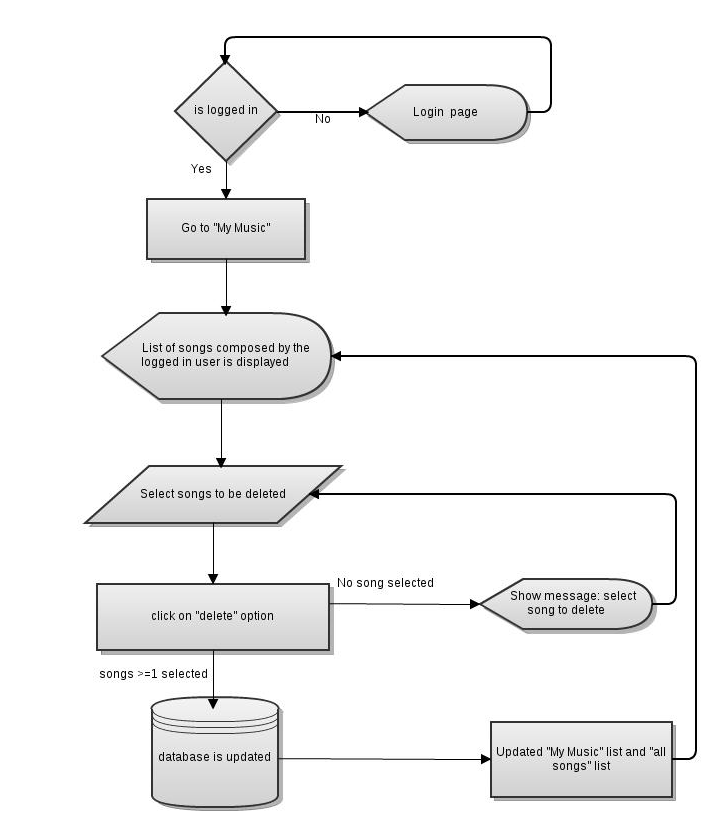 is logged in
No
Login page
Yes
Go to "My Music"
List of songs composed by the
logged in user is displayed
Select songs to be deleted
No song selected
click on "delete" option
Show message: select
song to delete
songs >=1 selected
database is updated
Updated "My Music" list and "all
songs" list